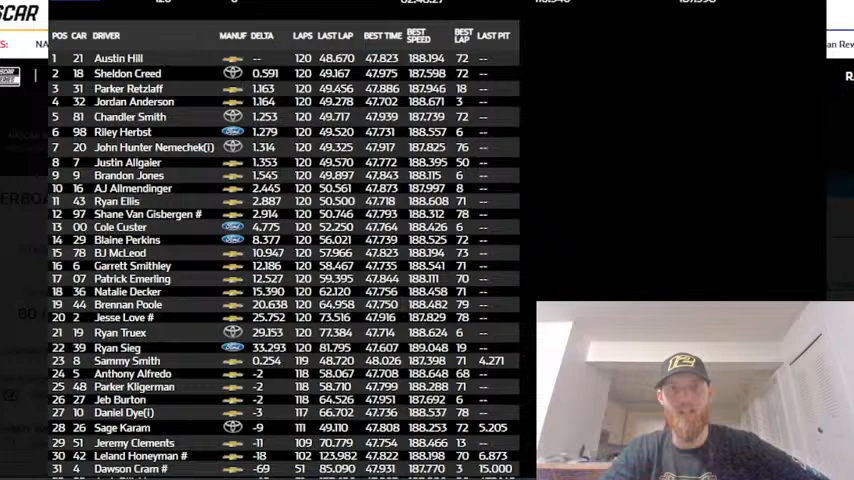 SCAR
S: NA
an Rev
R
120 0 02:48:27
POS CAR DRIVER MANUF DELTA LAPS LAST LAP BEST TIME BEST SPEED BEST LAP LAST PIT
1 21 Austin Hill -- 120 48.670 47.823 188.194 72 --
2 18 Sheldon Creed 0.591 120 49.167 47.975 187.598 72 --
3 31 Parker Retzlaff 1.163 120 49.456 47.886 187.946 18 --
4 32 Jordan Anderson 1.164 120 49.278 47.702 188.671 3 --
5 81 Chandler Smith 1.253 120 49.717 47.939 187.739 72 --
6 98 Riley Herbst Ford 1.279 120 49.520 47.731 188.557 6 --
7 20 John Hunter Nemechek(i) 1.314 120 49.325 47.917 187.825 76 --
8 7 Justin Allgaier 1.353 120 49.570 47.772 188.395 50 --
9 9 Brandon Jones 1.545 120 49.897 47.843 188.115 6 --
10 16 AJ Allmendinger 2.445 120 50.561 47.873 187.997 8 --
11 43 Ryan Ellis 2.887 120 50.500 47.718 188.608 71 --
12 97 Shane Van Gisbergen # 2.914 120 50.746 47.793 188.312 78 --
13 00 Cole Custer Ford 4.775 120 52.250 47.764 188.426 6 --
14 29 Blaine Perkins Ford 8.377 120 56.021 47.739 188.525 72 --
15 78 BJ McLeod 10.947 120 57.966 47.823 188.194 73 --
16 6 Garrett Smithley 12.186 120 58.467 47.735 188.541 71 --
17 07 Patrick Emerling 12.527 120 59.395 47.844 188.111 70 --
18 36 Natalie Decker 15.390 120 62.120 47.756 188.458 71 --
19 44 Brennan Poole 20.638 120 64.958 47.750 188.482 79 --
20 2 Jesse Love # 25.752 120 73.516 47.916 187.829 78 --
21 19 Ryan Truex 29.153 120 77.384 47.714 188.624 6 --
22 39 Ryan Sieg Ford 33.293 120 81.795 47.607 189.048 19 --
23 8 Sammy Smith 0.254 119 48.720 48.026 187.398 71 4.271
24 5 Anthony Alfredo -2 118 58.067 47.708 188.648 68 --
25 48 Parker Kligerman -2 118 58.710 47.799 188.288 71 --
26 27 Jeb Burton -2 118 64.526 47.951 187.692 6 --
27 10 Daniel Dye(i) -3 117 66.702 47.736 188.537 78 --
28 26 Sage Karam -9 111 49.110 47.808 188.253 72 5.205
29 51 Jeremy Clements -11 109 70.779 47.754 188.466 13 --
30 42 Leland Honeyman # -18 102 123.982 47.822 188.198 70 6.873
31 4 Dawson Cram # -69 51 85.090 47.931 187.770 3 15.000